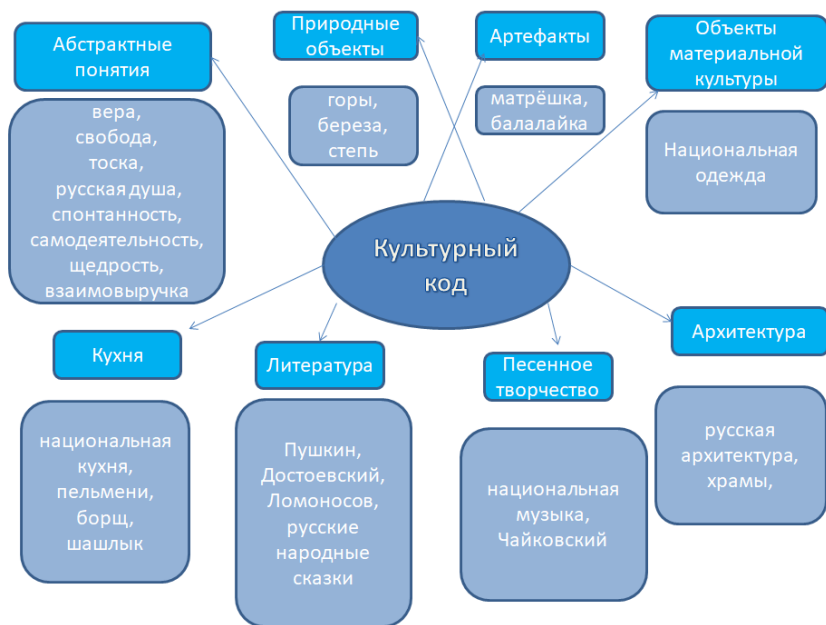 Абстрактные
понятия
вера,
свобода,
тоска,
русская душа,
спонтанность,
самодеятельность,
щедрость,
взаимовыручка
Природные
объекты
горы,
береза,
степь
Артефакты
матрёшка,
балалайка
Объекты
материальной
культуры
Национальная
одежда
Культурный
код
Кухня
национальная
кухня,
пельмени,
борщ,
шашлык
Литература
Пушкин,
Достоевский,
Ломоносов,
русские
народные
сказки
Песенное
творчество
национальная
музыка,
Чайковский
Архитектура
русская
архитектура,
храмы,